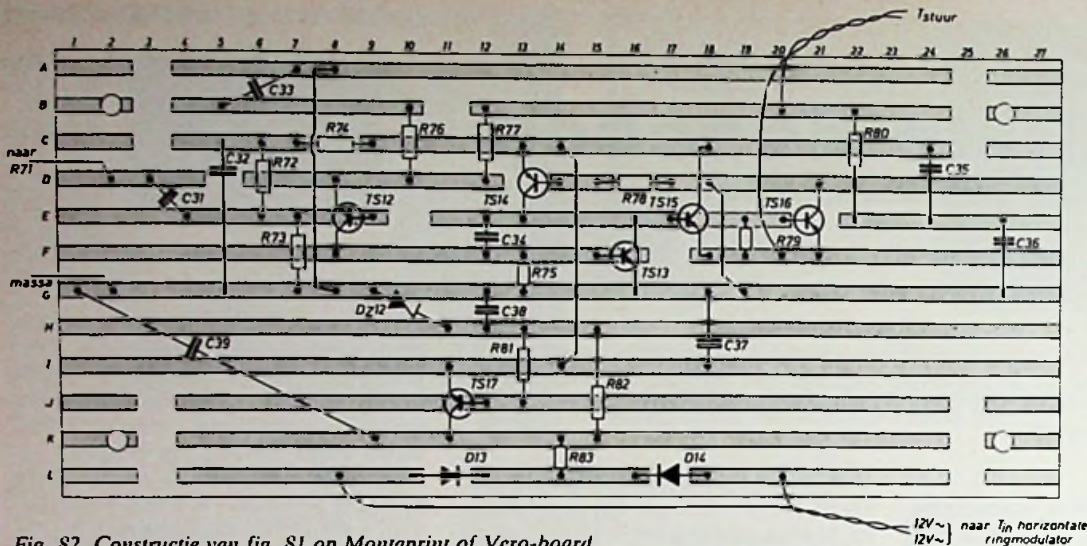 Tstuur
1 2 3 4 5 6 7 8 9 10 11 12 13 14 15 16 17 18 19 20 21 22 23 24 25 26 27
A
C33
B
R74 R76 R77 R80
C
naar R71
C32 R72 C35
D
C31 TS12 TS14 R78 TS15 TS16
E
R73 C34 R79 C36
F
R75 TS13
massa
G
DZ12 C38
H
C39 R81 C37
I
TS17 R82
J
K
D13 R83 D14
L
12V~ naar Tin horizontale
12V~ ringmodulator
Fig. S2. Constructie van fig. S1 op Montaprint of Vero-board